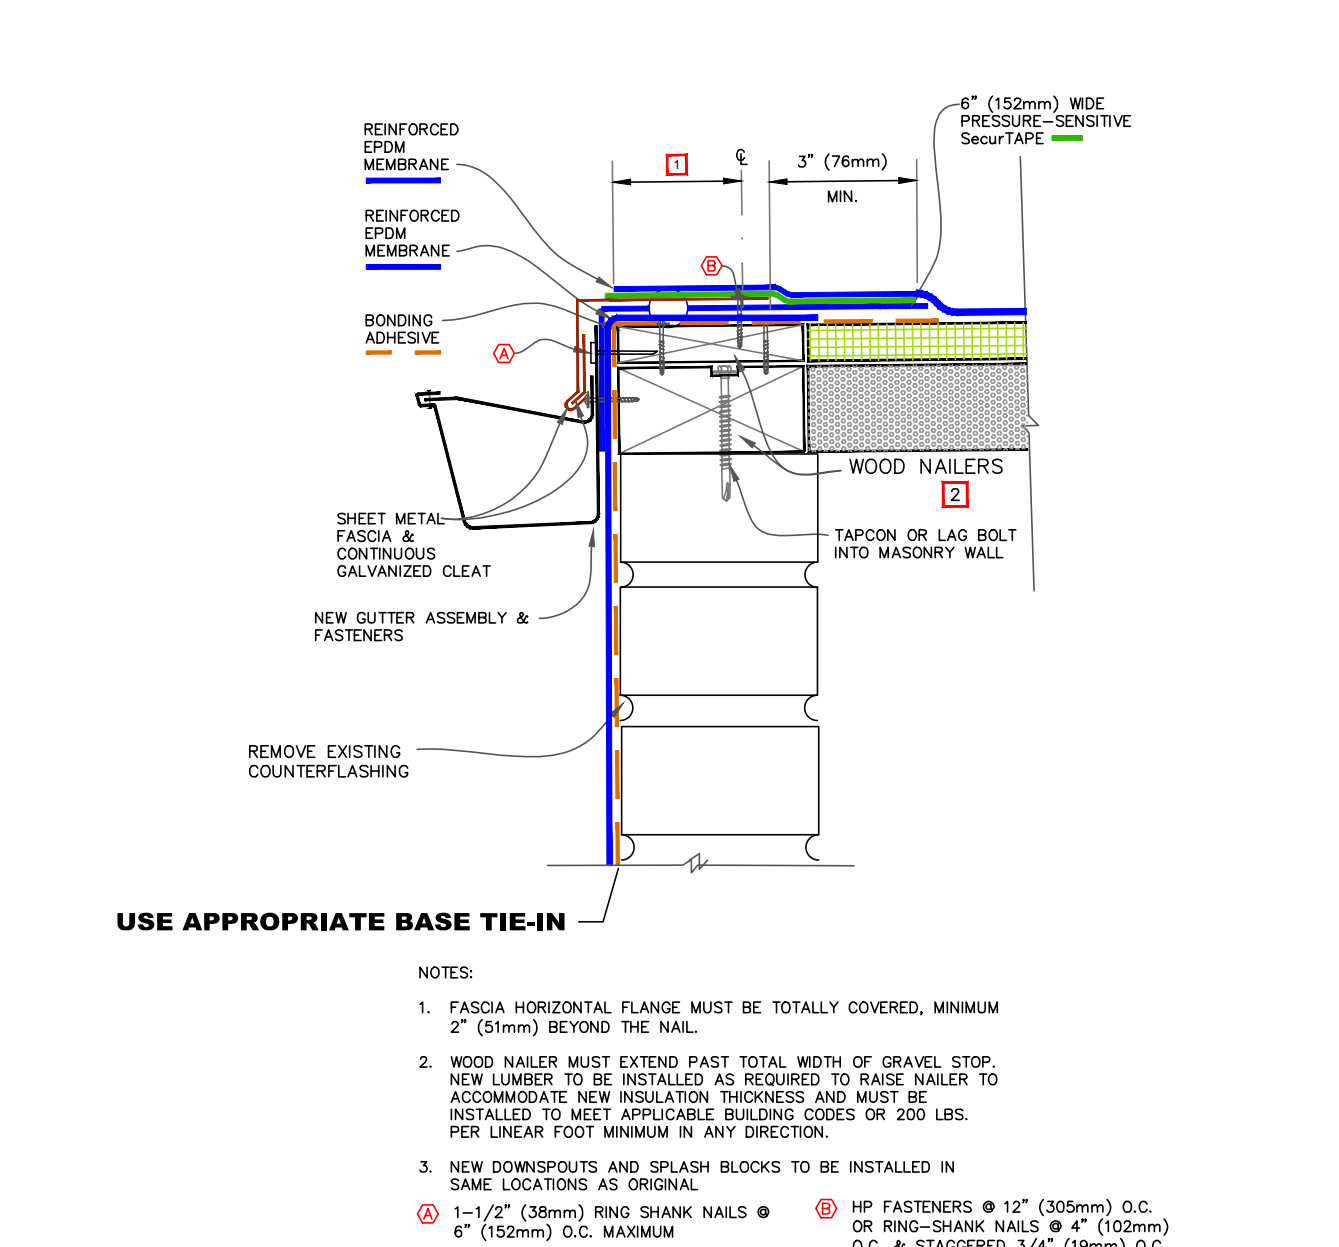 6” (152mm) WIDE
PRESSURE–SENSITIVE
SecurTAPE
REINFORCED
EPDM
MEMBRANE
1
℄
3” (76mm)
MIN.
REINFORCED
EPDM
MEMBRANE
B
BONDING
ADHESIVE
A
WOOD NAILERS
2
SHEET METAL
FASCIA &
CONTINUOUS
GALVANIZED CLEAT
TAPCON OR LAG BOLT
INTO MASONRY WALL
NEW GUTTER ASSEMBLY &
FASTENERS
REMOVE EXISTING
COUNTERFLASHING
USE APPROPRIATE BASE TIE-IN
NOTES:
1. FASCIA HORIZONTAL FLANGE MUST BE TOTALLY COVERED, MINIMUM
2” (51mm) BEYOND THE NAIL.
2. WOOD NAILER MUST EXTEND PAST TOTAL WIDTH OF GRAVEL STOP.
NEW LUMBER TO BE INSTALLED AS REQUIRED TO RAISE NAILER TO
ACCOMMODATE NEW INSULATION THICKNESS AND MUST BE
INSTALLED TO MEET APPLICABLE BUILDING CODES OR 200 LBS.
PER LINEAR FOOT MINIMUM IN ANY DIRECTION.
3. NEW DOWNSPOUTS AND SPLASH BLOCKS TO BE INSTALLED IN
SAME LOCATIONS AS ORIGINAL
A 1–1/2” (38mm) RING SHANK NAILS @
6” (152mm) O.C. MAXIMUM
B HP FASTENERS @ 12” (305mm) O.C.
OR RING–SHANK NAILS @ 4” (102mm)
O.C. & STAGGERED 3/4” (19mm) O.C.